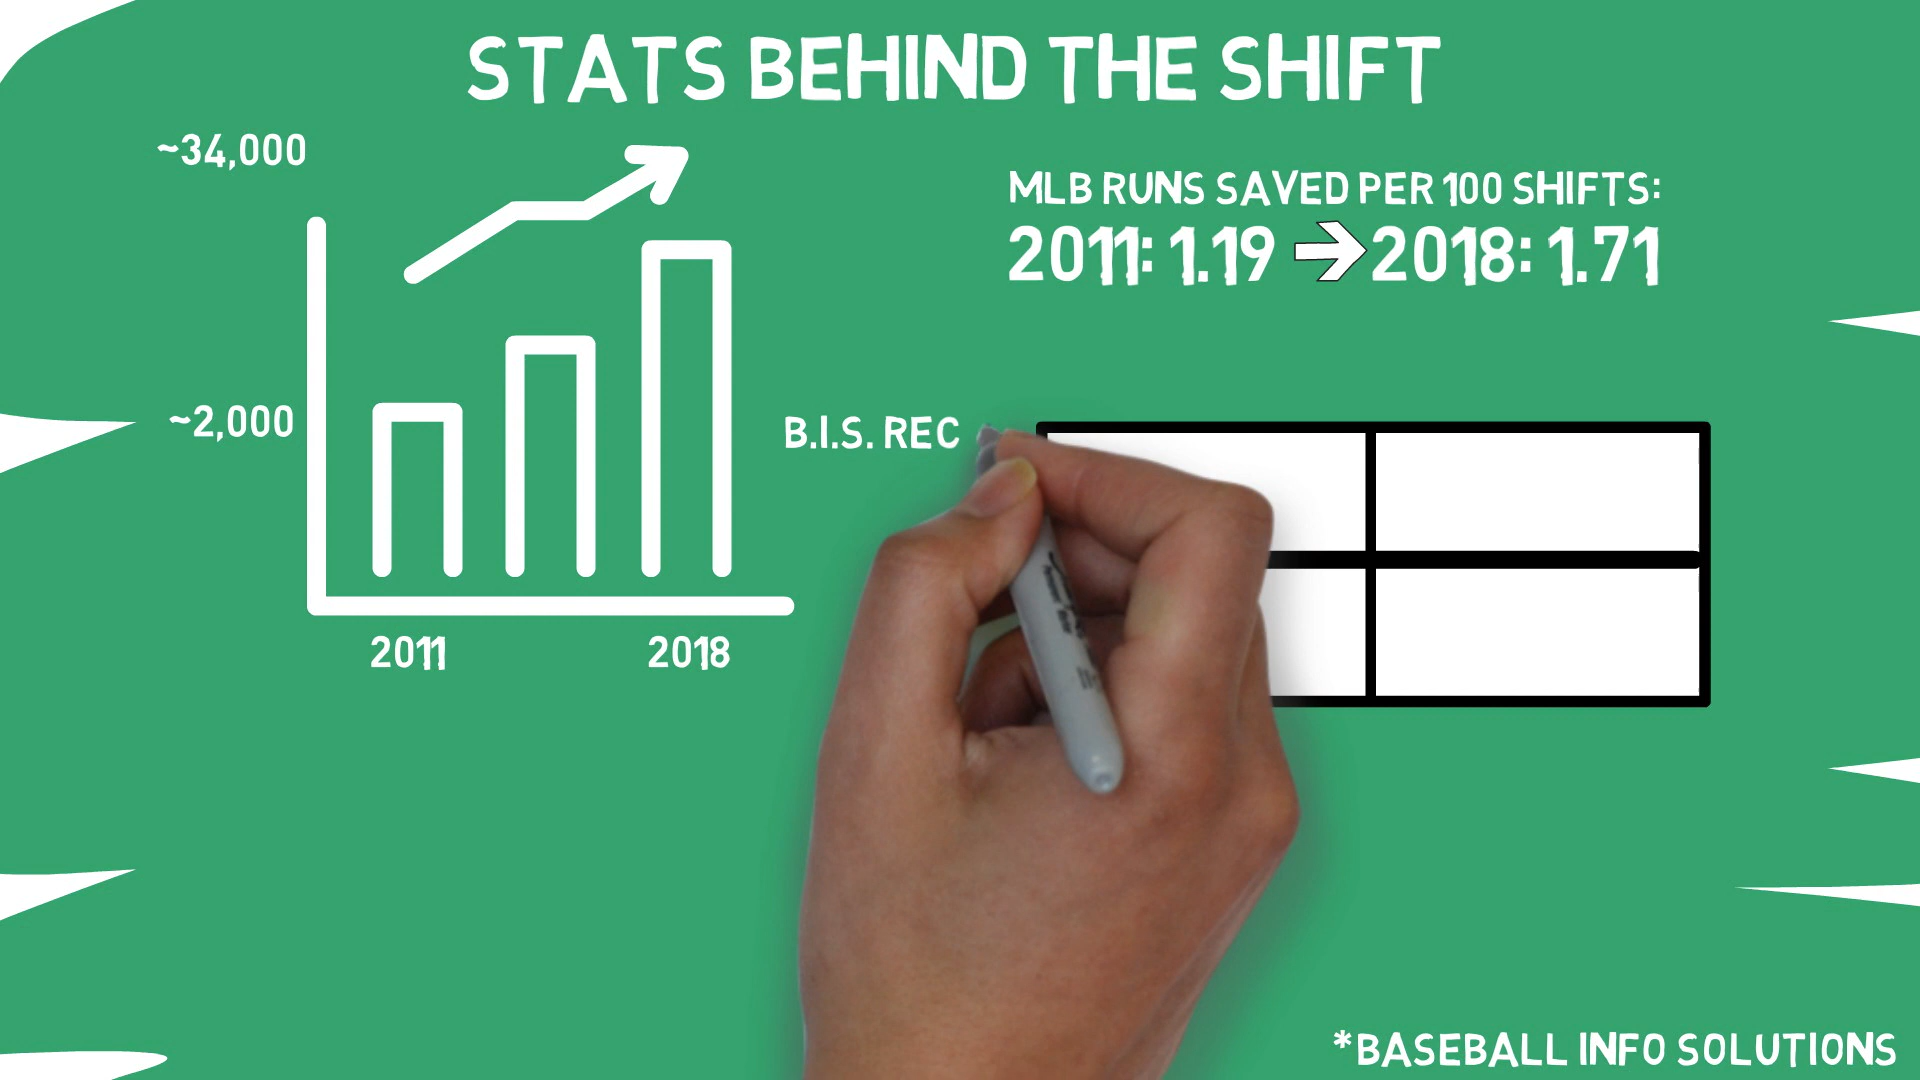 STATS BEHIND THE SHIFT
~34,000
MLB RUNS SAVED PER 100 SHIFTS:
2011: 1.19 2018: 1.71
~2,000
B.I.S. REC
2011 2018
*BASEBALL INFO SOLUTIONS